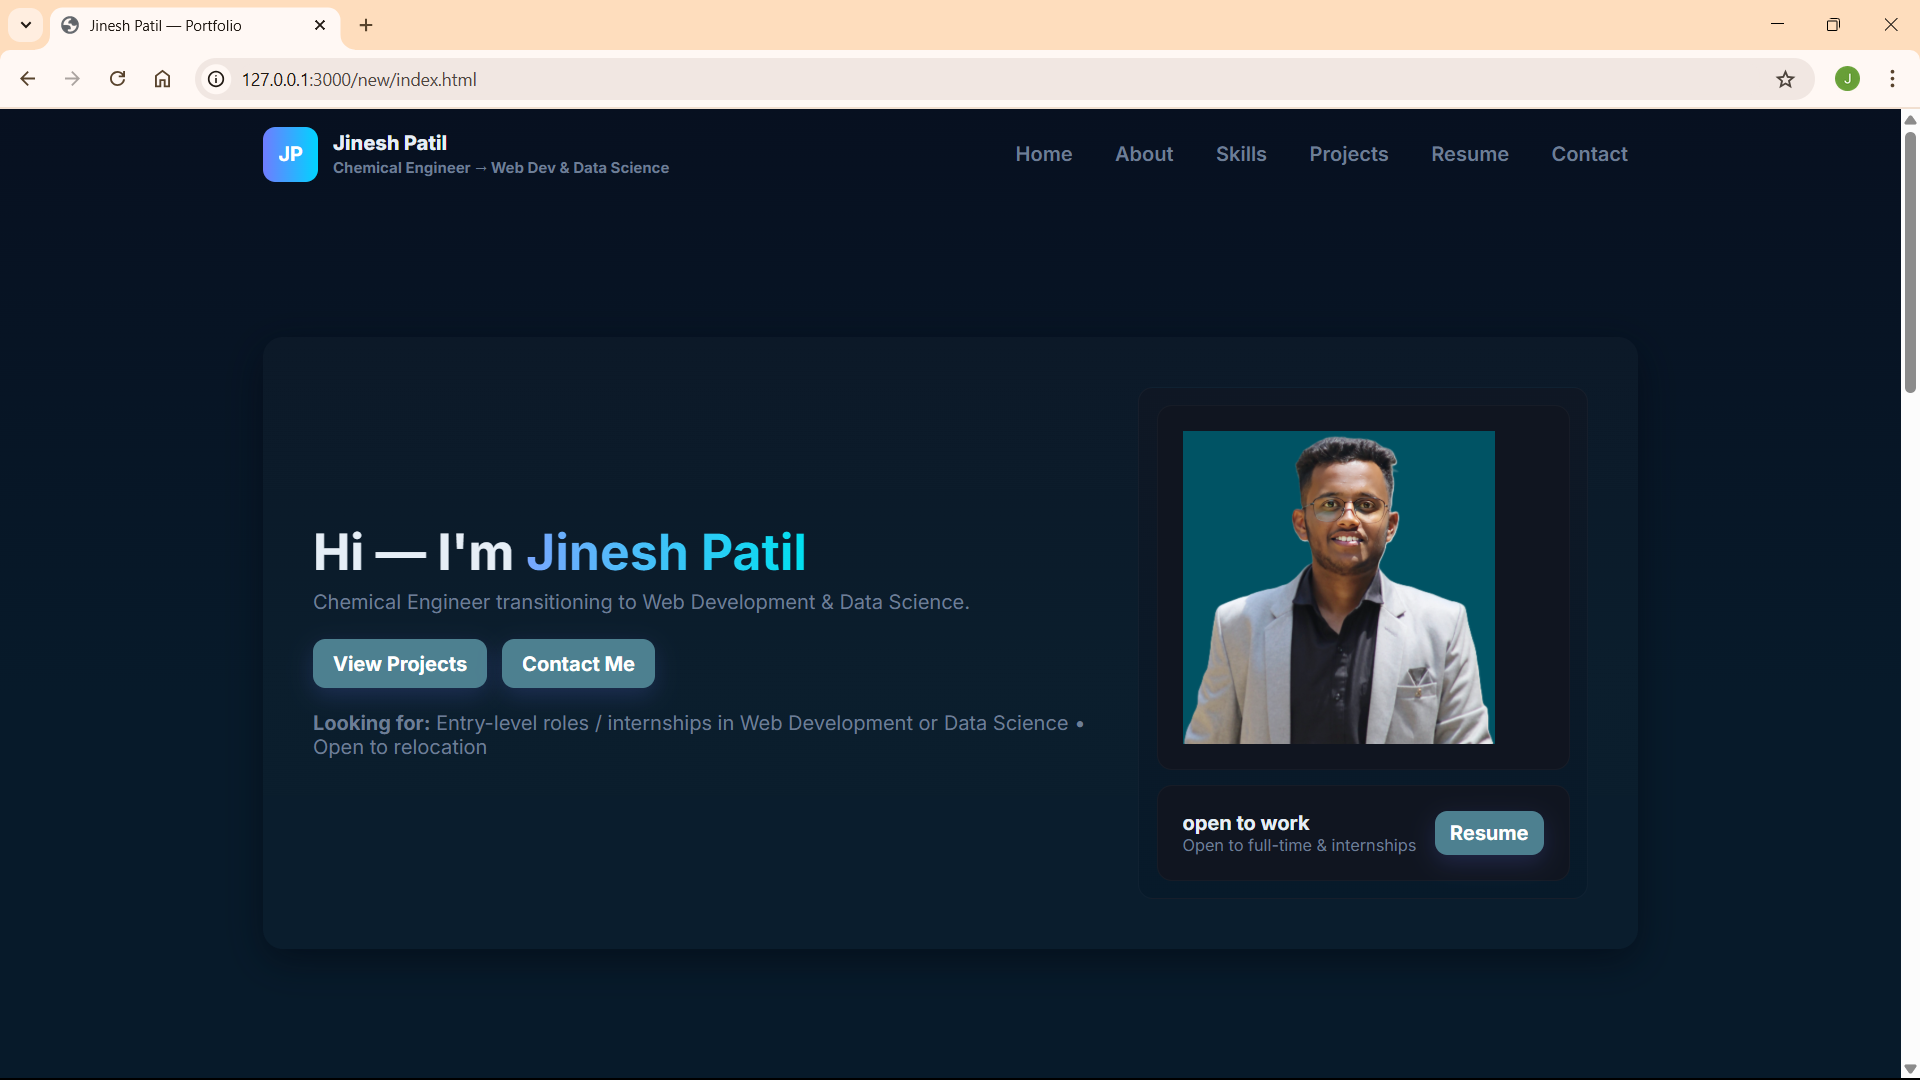 Jinesh Patil — Portfolio
127.0.0.1:3000/new/index.html
J
JP
Jinesh Patil
Chemical Engineer → Web Dev & Data Science
Home About Skills Projects Resume Contact
Hi — I'm Jinesh Patil
Chemical Engineer transitioning to Web Development & Data Science.
View Projects Contact Me
Looking for: Entry-level roles / internships in Web Development or Data Science •
Open to relocation
open to work
Open to full-time & internships
Resume